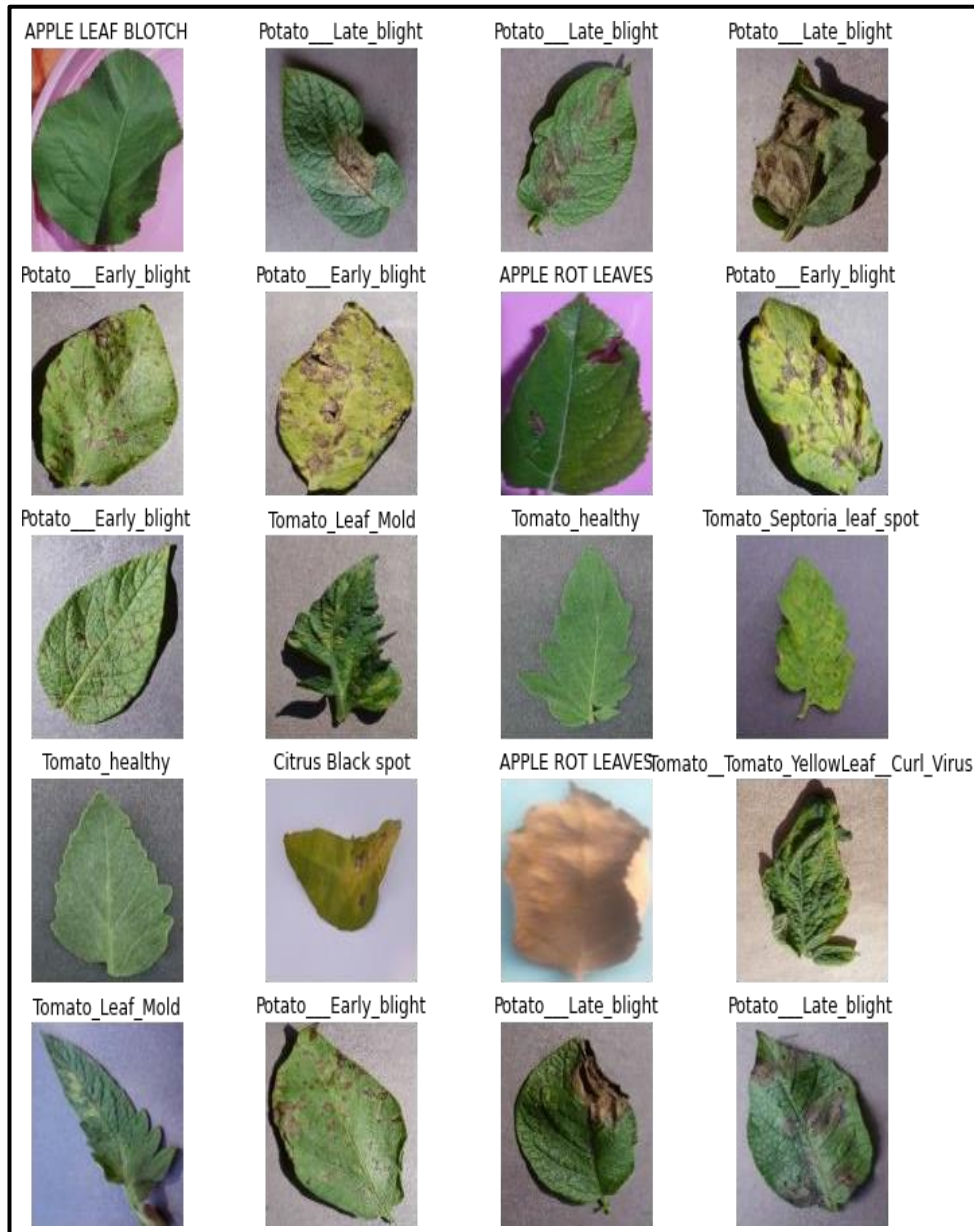 APPLE LEAF BLOTCH
Potato___Late_blight
Potato___Late_blight
Potato___Late_blight
Potato___Early_blight
Potato___Early_blight
APPLE ROT LEAVES
Potato___Early_blight
Potato___Early_blight
Tomato_Leaf_Mold
Tomato_healthy
Tomato_Septoria_leaf_spot
Tomato_healthy
Citrus Black spot
APPLE ROT LEAVES
Tomato__Tomato_YellowLeaf__Curl_Virus
Tomato_Leaf_Mold
Potato___Early_blight
Potato___Late_blight
Potato___Late_blight